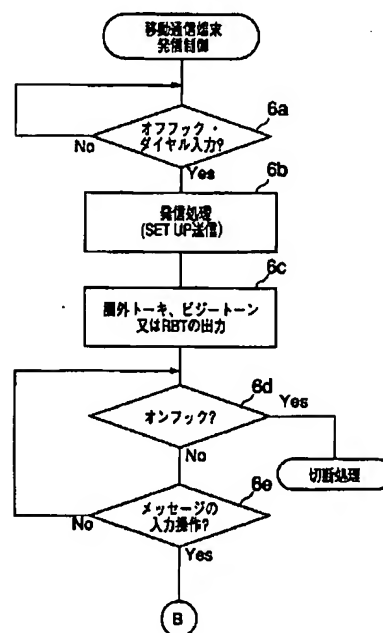 移動通信端末
発信制御
6a
オフフック・
ダイヤル入力?
No
Yes
6b
発信処理
(SET UP送信)
6c
圏外トーキ、ビジートーン
又はRBTの出力
6d
オンフック?
Yes
No
切断処理
6e
メッセージの
入力操作?
No
Yes
B